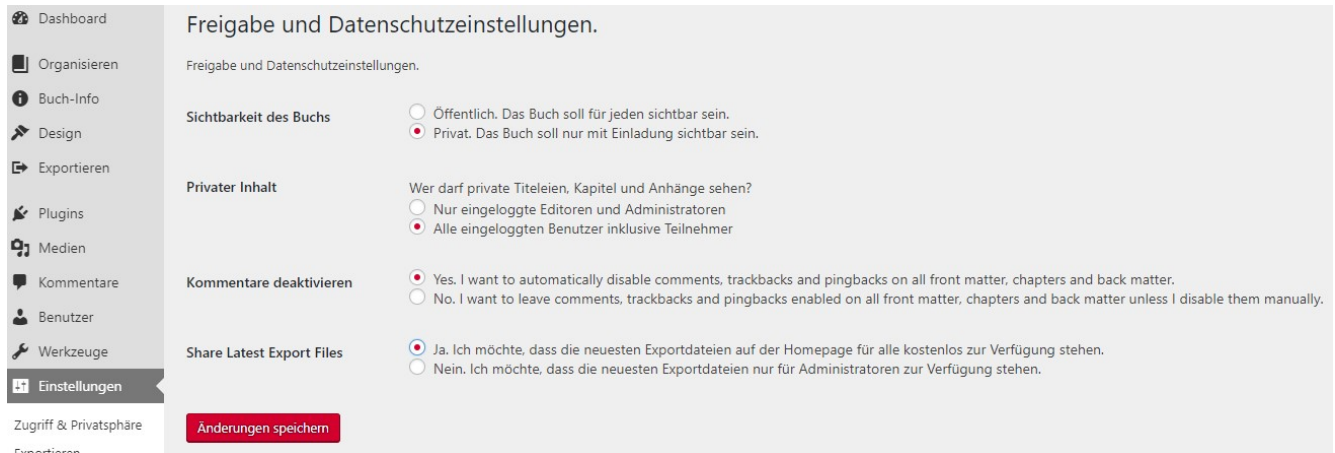 Dashboard
Organisieren
Buch-Info
Design
Exportieren
Plugins
Medien
Kommentare
Benutzer
Werkzeuge
Einstellungen
Zugriff & Privatsphäre
Exportieren
Freigabe und Datenschutzeinstellungen.
Freigabe und Datenschutzeinstellungen.
Sichtbarkeit des Buchs
Öffentlich. Das Buch soll für jeden sichtbar sein.
Privat. Das Buch soll nur mit Einladung sichtbar sein.
Privater Inhalt
Wer darf private Titeleien, Kapitel und Anhänge sehen?
Nur eingeloggte Editoren und Administratoren
Alle eingeloggten Benutzer inklusive Teilnehmer
Kommentare deaktivieren
Yes. I want to automatically disable comments, trackbacks and pingbacks on all front matter, chapters and back matter.
No. I want to leave comments, trackbacks and pingbacks enabled on all front matter, chapters and back matter unless I disable them manually.
Share Latest Export Files
Ja. Ich möchte, dass die neuesten Exportdateien auf der Homepage für alle kostenlos zur Verfügung stehen.
Nein. Ich möchte, dass die neuesten Exportdateien nur für Administratoren zur Verfügung stehen.
Änderungen speichern